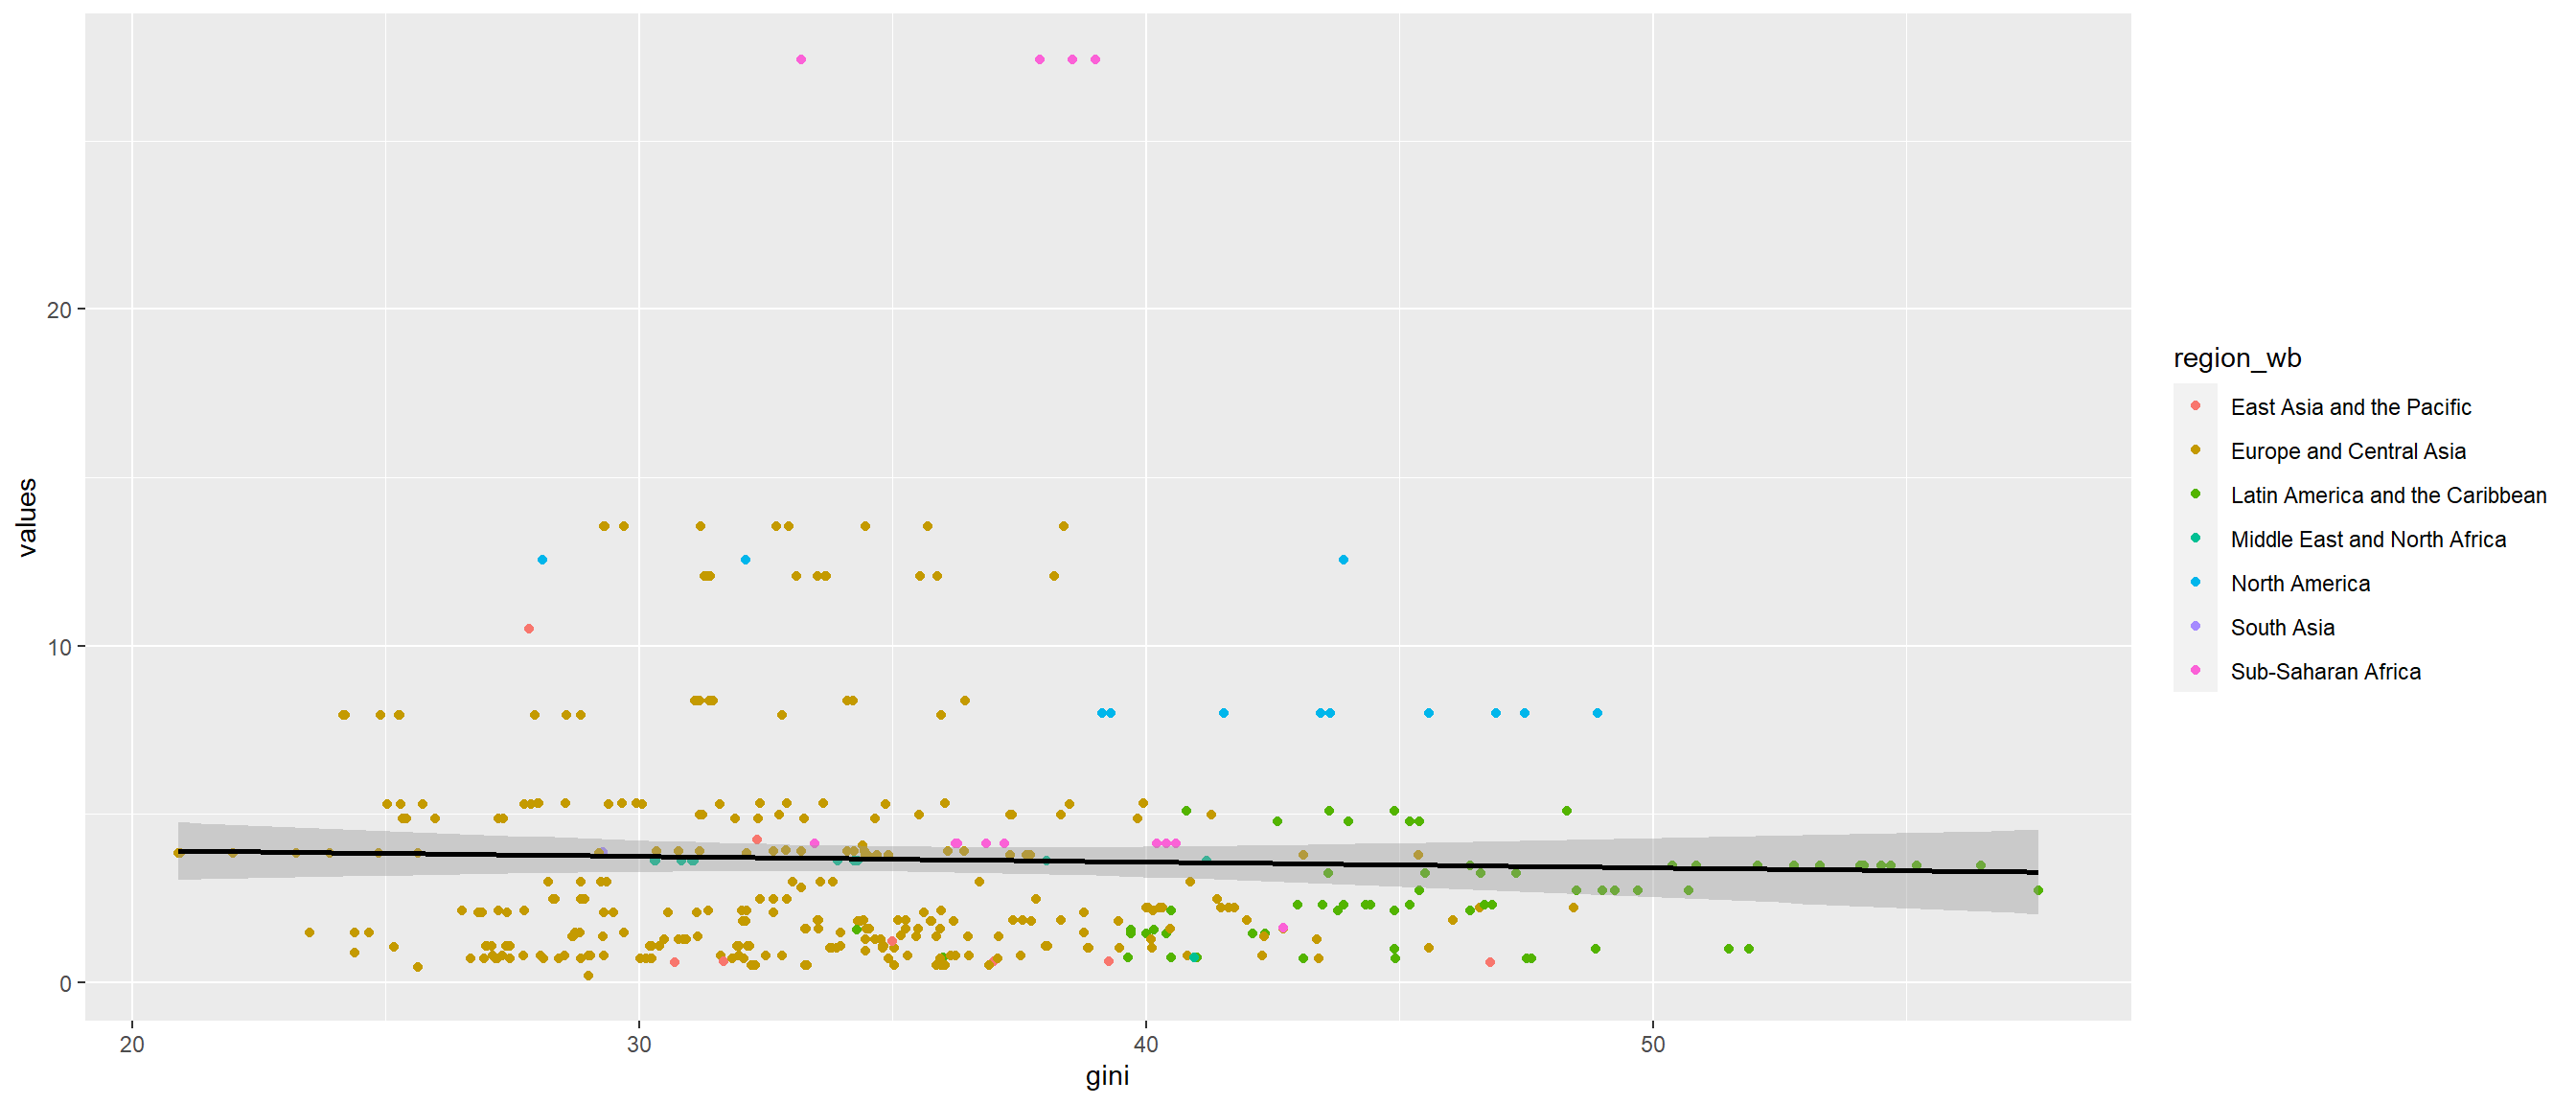 values
20
10
0
20
30
40
50
gini
region_wb
East Asia and the Pacific
Europe and Central Asia
Latin America and the Caribbean
Middle East and North Africa
North America
South Asia
Sub-Saharan Africa